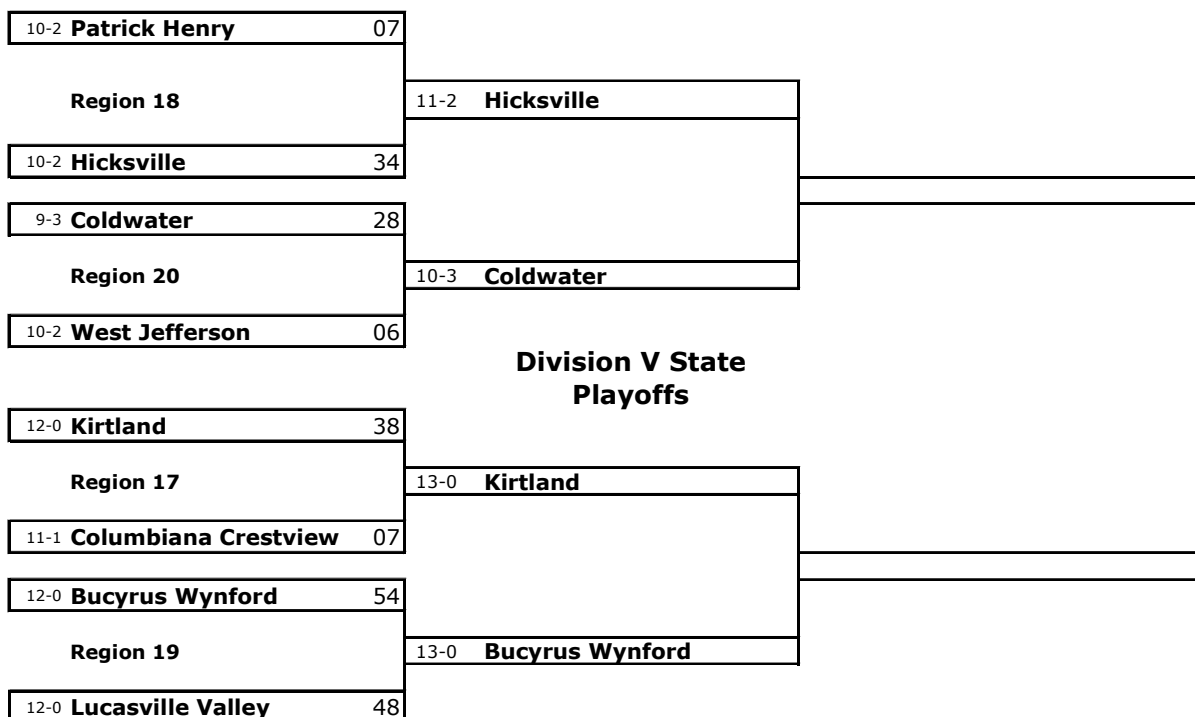 10-2 Patrick Henry 07
Region 18
11-2 Hicksville
10-2 Hicksville 34
9-3 Coldwater 28
Region 20
10-3 Coldwater
10-2 West Jefferson 06
Division V State
Playoffs
12-0 Kirtland 38
Region 17
13-0 Kirtland
11-1 Columbiana Crestview 07
12-0 Bucyrus Wynford 54
Region 19
13-0 Bucyrus Wynford
12-0 Lucasville Valley 48